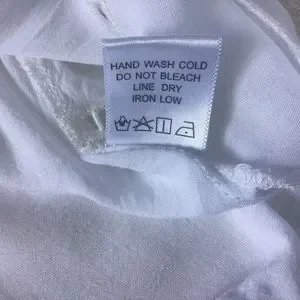 HAND WASH COLD
DO NOT BLEACH
LINE DRY
IRON LOW